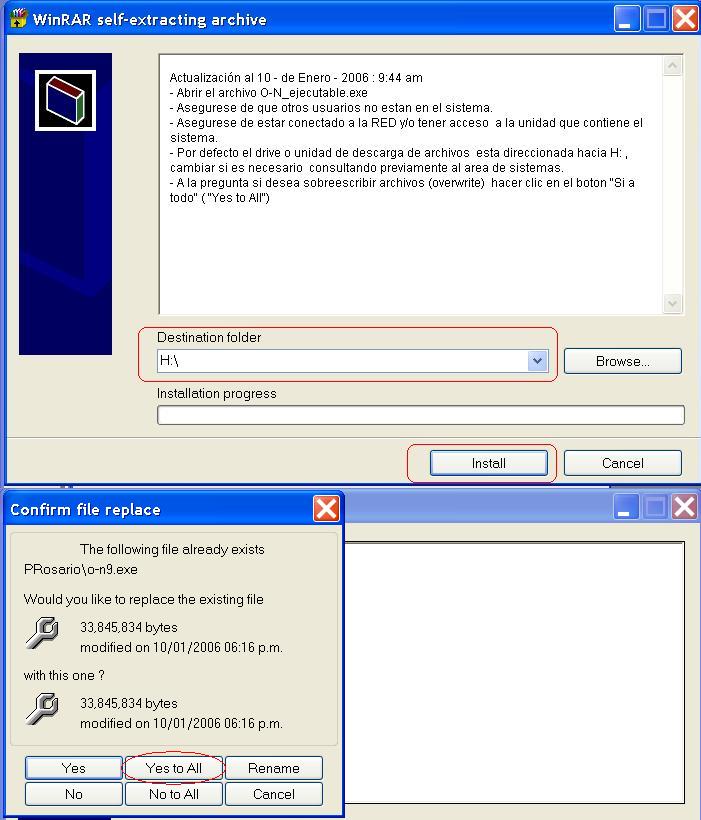 WinRAR self-extracting archive
Actualización al 10 - de Enero - 2006 : 9:44 am
- Abrir el archivo O-N_ejecutable.exe
- Asegurese de que otros usuarios no estan en el sistema.
- Asegurese de estar conectado a la RED y/o tener acceso a la unidad que contiene el
sistema.
- Por defecto el drive o unidad de descarga de archivos esta direccionada hacia H: ,
cambiar si es necesario consultando previamente al area de sistemas.
- A la pregunta si desea sobreescribir archivos (overwrite) hacer clic en el boton "Si a
todo" ( "Yes to All")
Destination folder
H:\
Browse...
Installation progress
Install
Cancel
Confirm file replace
The following file already exists
PRosario\o-n9.exe
Would you like to replace the existing file
33,845,834 bytes
modified on 10/01/2006 06:16 p.m.
with this one ?
33,845,834 bytes
modified on 10/01/2006 06:16 p.m.
Yes
Yes to All
Rename
No
No to All
Cancel